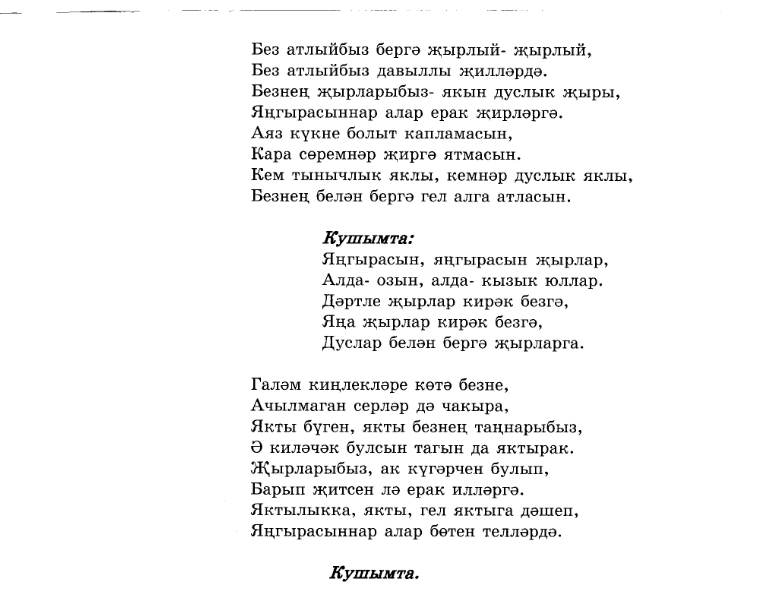 Без атлыйбыз бергә җырлый- җырлый,
Без атлыйбыз давыллы җилләрдә.
Безнең җырларыбыз- якын дуслык җыры,
Яңгырасыннар алар ерак җирләргә.
Аяз күкне болыт капламасын,
Кара сөремнәр җиргә ятмасын.
Кем тынычлык яклы, кемнәр дуслык яклы,
Безнең белән бергә гел алга атласын.
Кушымта:
Яңгырасын, яңгырасын җырлар,
Алда- озын, алда- кызык юллар.
Дәртле җырлар кирәк безгә,
Яңа җырлар кирәк безгә,
Дуслар белән бергә җырларга.
Галәм киңлекләре көтә безне,
Ачылмаган серләр дә чакыра,
Якты бүген, якты безнең таңнарыбыз,
Ә киләчәк булсын тагын да яктырак.
Җырларыбыз, ак күгәрчен булып,
Барып җитсен лә ерак илләргә.
Яктылыкка, якты, гел яктыга дәшеп,
Яңгырасыннар алар бөтен телләрдә.
Кушымта.